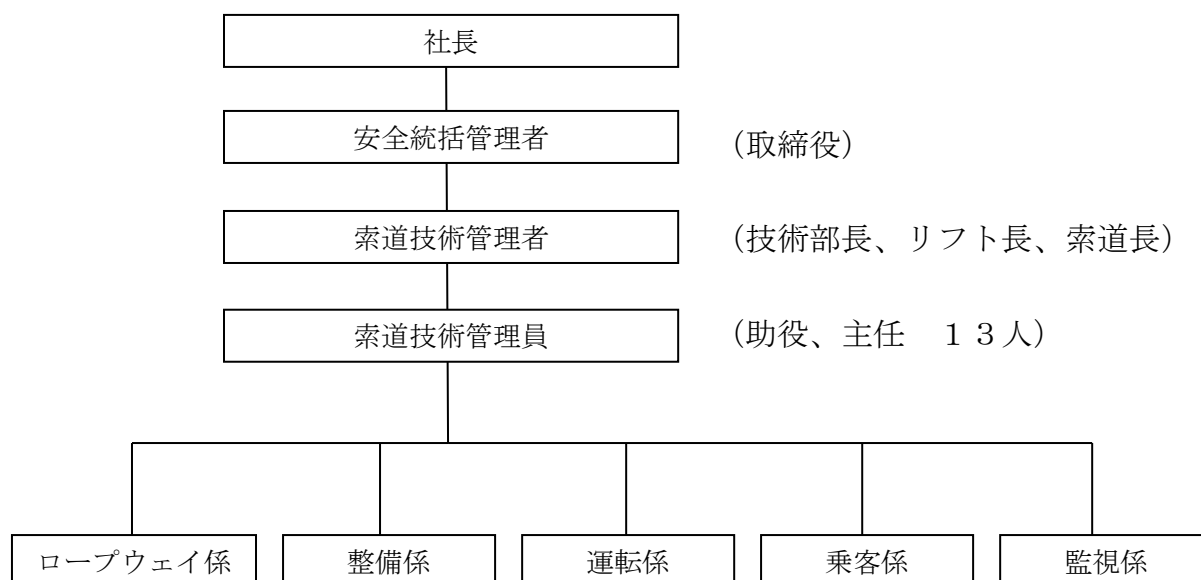 社長
安全統括管理者 （取締役）
索道技術管理者 （技術部長、リフト長、索道長）
索道技術管理員 （助役、主任　１３人）
ロープウェイ係 整備係 運転係 乗客係 監視係